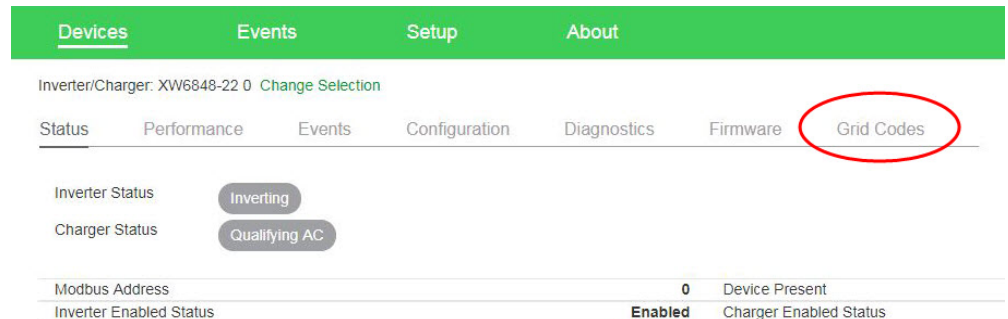 Devices Events Setup About
Inverter/Charger: XW6848-22 0 Change Selection
Status Performance Events Configuration Diagnostics Firmware Grid Codes
Inverter Status Inverting
Charger Status Qualifying AC
Modbus Address 0 Device Present
Inverter Enabled Status Enabled Charger Enabled Status